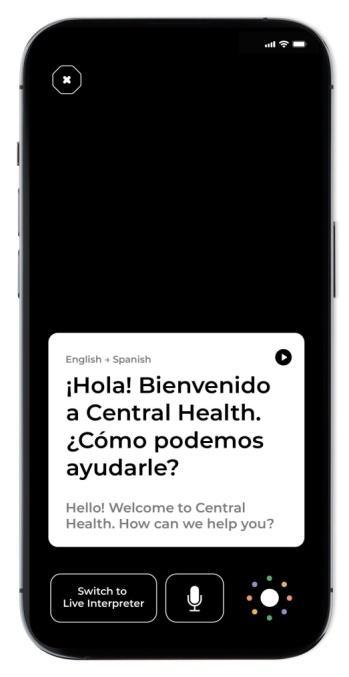 English → Spanish
¡Hola! Bienvenido
a Central Health.
¿Cómo podemos
ayudarle?
Hello! Welcome to Central
Health. How can we help you?
Switch to
Live Interpreter